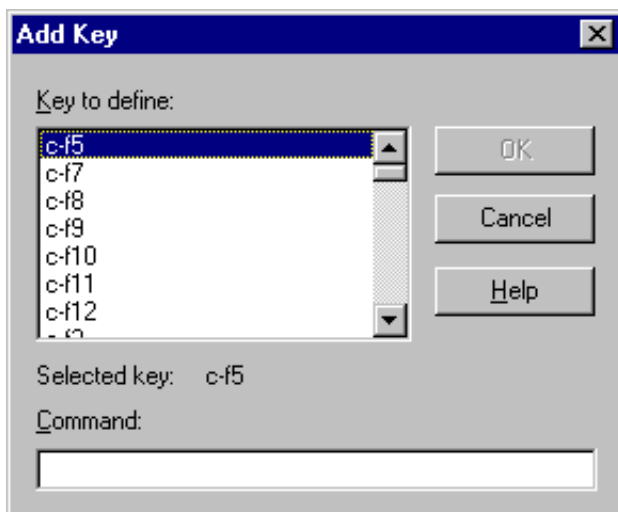 Add Key
Key to define:
c-f5
c-f7
c-f8
c-f9
c-f10
c-f11
c-f12
OK
Cancel
Help
Selected key: c-f5
Command: